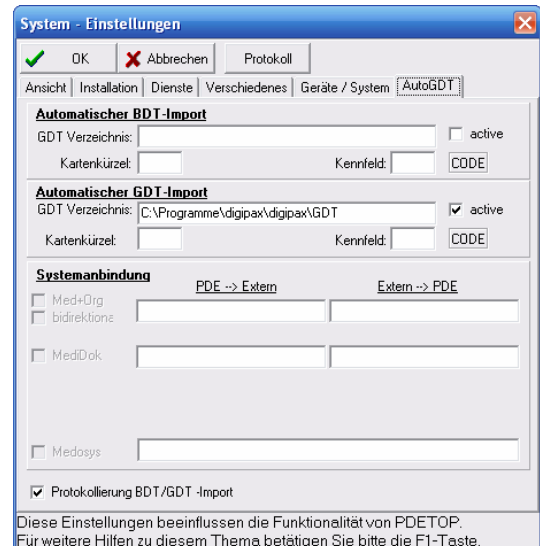 System - Einstellungen
OK Abbrechen Protokoll
Ansicht Installation Dienste Verschiedenes Geräte / System AutoGDT
Automatischer BDT-Import
GDT Verzeichnis: active
Kartenkürzel: Kennfeld: CODE
Automatischer GDT-Import
GDT Verzeichnis: C:\Programme\digipax\digipax\GDT active
Kartenkürzel: Kennfeld: CODE
Systemanbindung
PDE --> Extern Extern --> PDE
Med+Org
bidirektiona
MediDok
Medosys
Protokollierung BDT/GDT -Import
Diese Einstellungen beeinflussen die Funktionalität von PDETOP.
Für weitere Hilfen zu diesem Thema betätigen Sie bitte die F1-Taste.